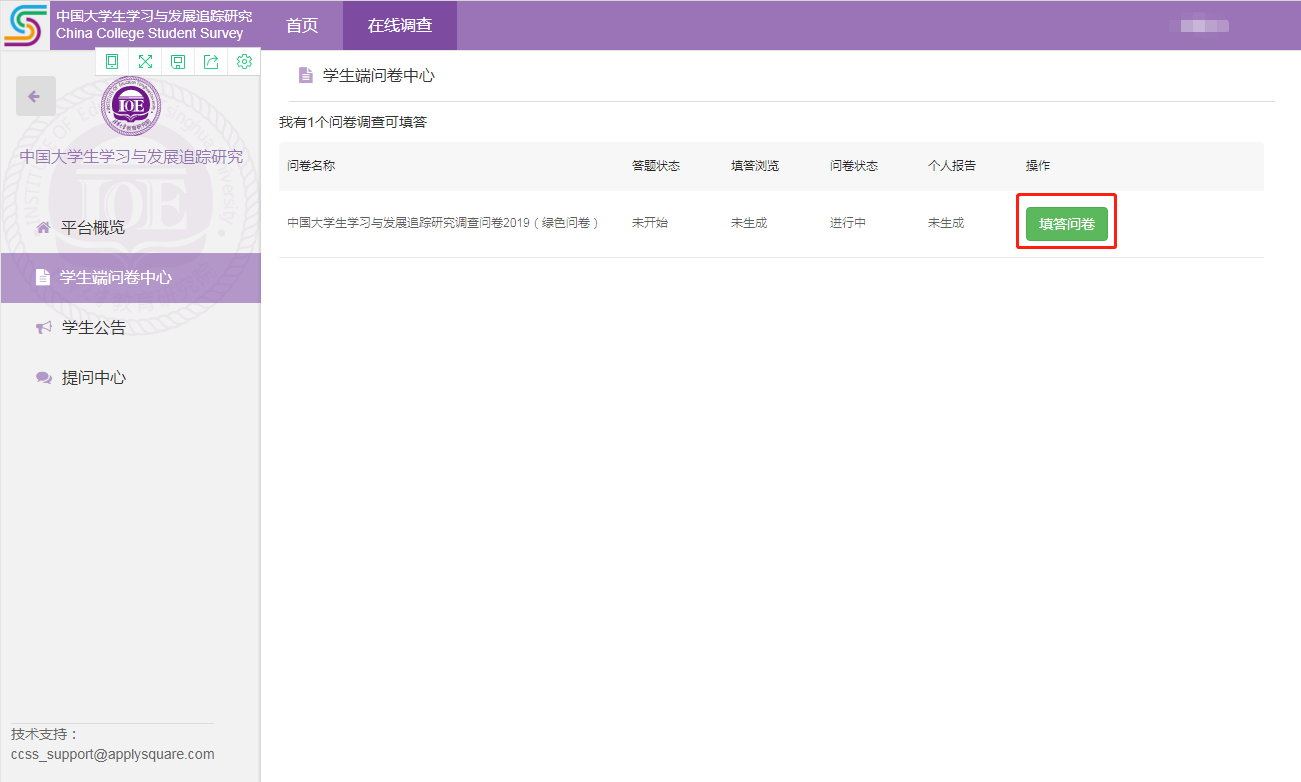 中国大学生学习与发展追踪研究
China College Student Survey
首页
在线调查
IOE
中国大学生学习与发展追踪研究
平台概览
学生端问卷中心
学生公告
提问中心
技术支持：
ccss_support@applysquare.com
学生端问卷中心
我有1个问卷调查可填答
问卷名称 答题状态 填答浏览 问卷状态 个人报告 操作
中国大学生学习与发展追踪研究调查问卷2019（绿色问卷） 未开始 未生成 进行中 未生成 填答问卷